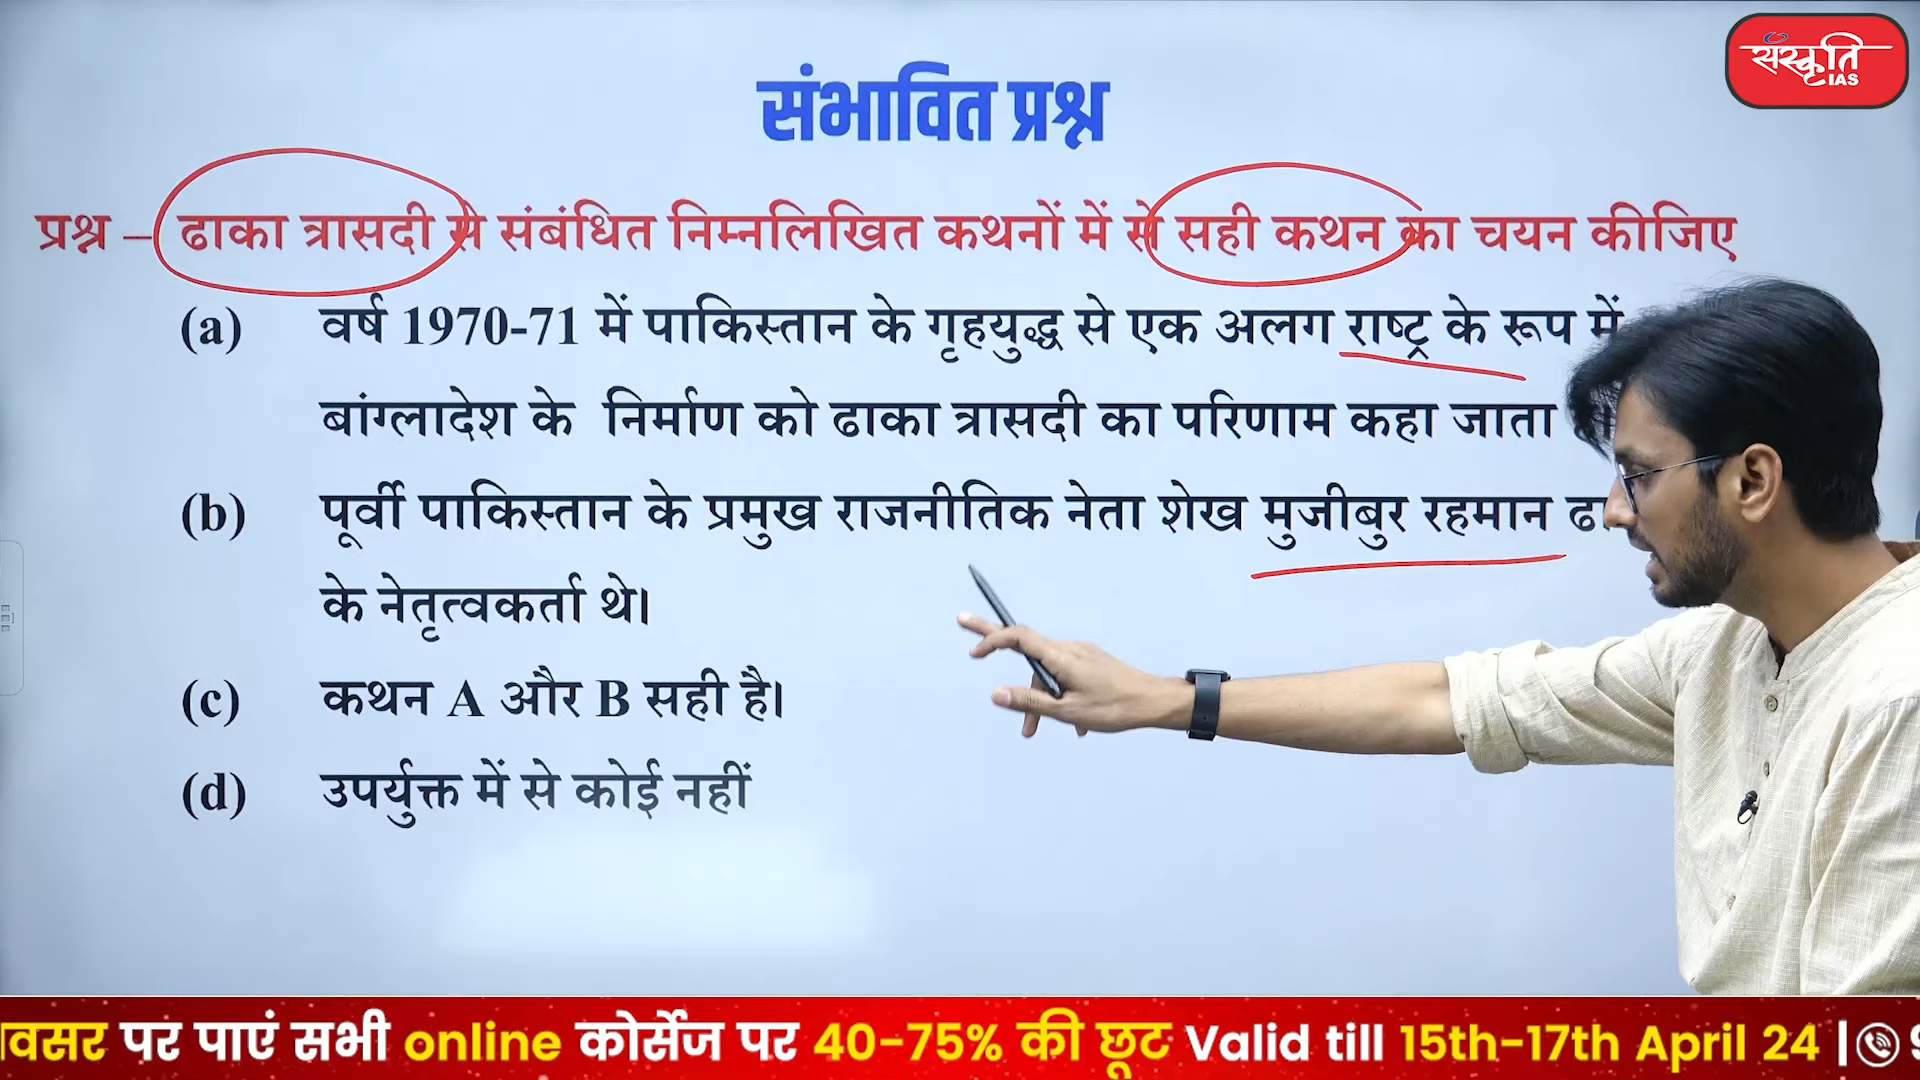 संस्कृति
IAS
संभावित प्रश्न
प्रश्न – ढाका त्रासदी से संबंधित निम्नलिखित कथनों में से सही कथन का चयन कीजिए
(a) वर्ष 1970-71 में पाकिस्तान के गृहयुद्ध से एक अलग राष्ट्र के रूप में
बांग्लादेश के निर्माण को ढाका त्रासदी का परिणाम कहा जाता
(b) पूर्वी पाकिस्तान के प्रमुख राजनीतिक नेता शेख मुजीबुर रहमान
के नेतृत्वकर्ता थे।
(c) कथन A और B सही है।
(d) उपर्युक्त में से कोई नहीं
पर पाएं सभी online कोर्सेज पर 40-75% की छूट Valid till 15th-17th April 24 |